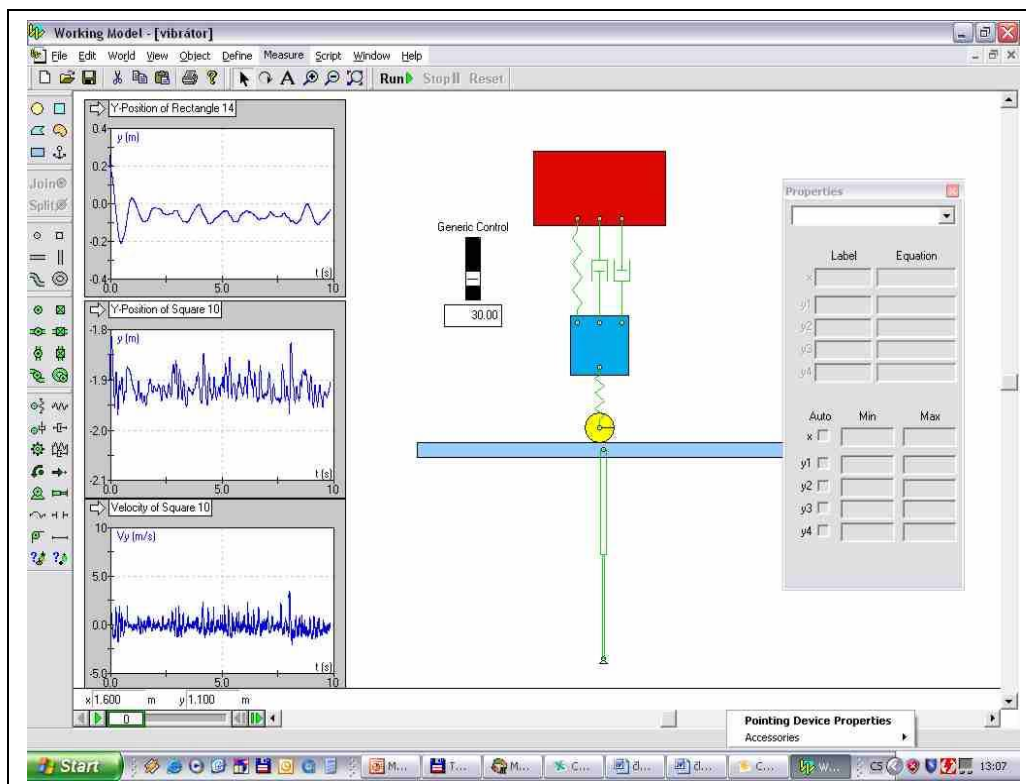 Working Model - [vibrátor]
File Edit World View Object Define Measure Script Window Help
Run Stop Reset
Join
Split
Y-Position of Rectangle 14
y (m)
0.4
0.2
0.0
-0.2
-0.4
0.0 5.0 10
t (s)
Y-Position of Square 10
y (m)
-1.8
-1.9
-2.0
-2.1
0.0 5.0 10
t (s)
Velocity of Square 10
Vy (m/s)
10
5.0
0.0
-5.0
0.0 5.0 10
t (s)
Generic Control
30.00
Properties
Label Equation
x
y1
y2
y3
y4
Auto Min Max
x
y1
y2
y3
y4
x 1.600 m y 1.100 m
0
Pointing Device Properties
Accessories
Start M... T... M... C... č... č... C... W... CS 13:07